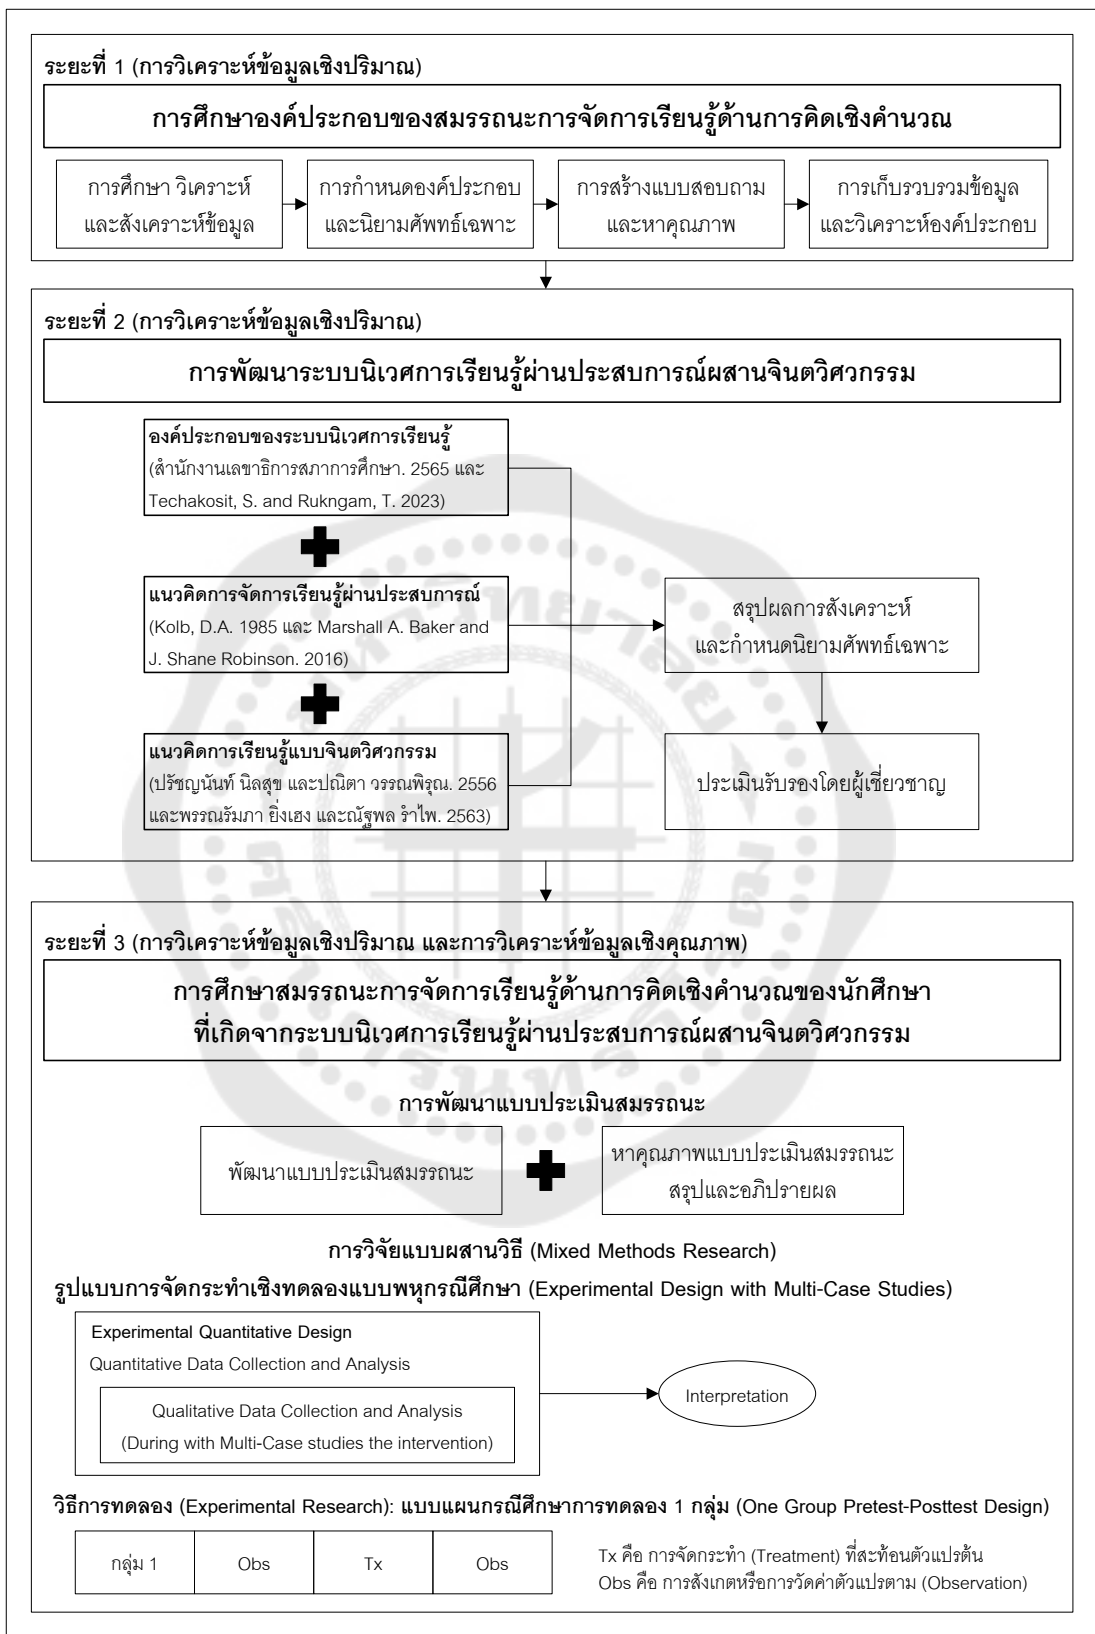 ระยะที่ 1 (การวิเคราะห์ข้อมูลเชิงปริมาณ)
การศึกษาองค์ประกอบของสมรรถนะการจัดการเรียนรู้ด้านการคิดเชิงคำนวณ
การศึกษา วิเคราะห์
และสังเคราะห์ข้อมูล
การกำหนดองค์ประกอบ
และนิยามศัพท์เฉพาะ
การสร้างแบบสอบถาม
และหาคุณภาพ
การเก็บรวบรวมข้อมูล
และวิเคราะห์องค์ประกอบ
ระยะที่ 2 (การวิเคราะห์ข้อมูลเชิงปริมาณ)
การพัฒนาระบบนิเวศการเรียนรู้ผ่านประสบการณ์ผสานจินตวิศวกรรม
องค์ประกอบของระบบนิเวศการเรียนรู้
(สำนักงานเลขาธิการสภาการศึกษา. 2565 และ
Techakosit, S. and Rukngam, T. 2023)
แนวคิดการจัดการเรียนรู้ผ่านประสบการณ์
(Kolb, D.A. 1985 และ Marshall A. Baker and
J. Shane Robinson. 2016)
แนวคิดการเรียนรู้แบบจินตวิศวกรรม
(ปรัชญนันท์ นิลสุข และปณิตา วรรณพิรุณ. 2556
และพรรณรัมภา ยิ่งเฮง และณัฐพล รำไพ. 2563)
สรุปผลการสังเคราะห์
และกำหนดนิยามศัพท์เฉพาะ
ประเมินรับรองโดยผู้เชี่ยวชาญ
ระยะที่ 3 (การวิเคราะห์ข้อมูลเชิงปริมาณ และการวิเคราะห์ข้อมูลเชิงคุณภาพ)
การศึกษาสมรรถนะการจัดการเรียนรู้ด้านการคิดเชิงคำนวณของนักศึกษา
ที่เกิดจากระบบนิเวศการเรียนรู้ผ่านประสบการณ์ผสานจินตวิศวกรรม
การพัฒนาแบบประเมินสมรรถนะ
พัฒนาแบบประเมินสมรรถนะ
หาคุณภาพแบบประเมินสมรรถนะ
สรุปและอภิปรายผล
การวิจัยแบบผสานวิธี (Mixed Methods Research)
รูปแบบการจัดกระทำเชิงทดลองแบบพหุกรณีศึกษา (Experimental Design with Multi-Case Studies)
Experimental Quantitative Design
Quantitative Data Collection and Analysis
Qualitative Data Collection and Analysis
(During with Multi-Case studies the intervention)
Interpretation
วิธีการทดลอง (Experimental Research): แบบแผนกรณีศึกษาการทดลอง 1 กลุ่ม (One Group Pretest-Posttest Design)
กลุ่ม 1 Obs Tx Obs
Tx คือ การจัดกระทำ (Treatment) ที่สะท้อนตัวแปรต้น
Obs คือ การสังเกตหรือการวัดค่าตัวแปรตาม (Observation)
มหาวิทยาลัย
ศรีนครินทรวิโรฒ